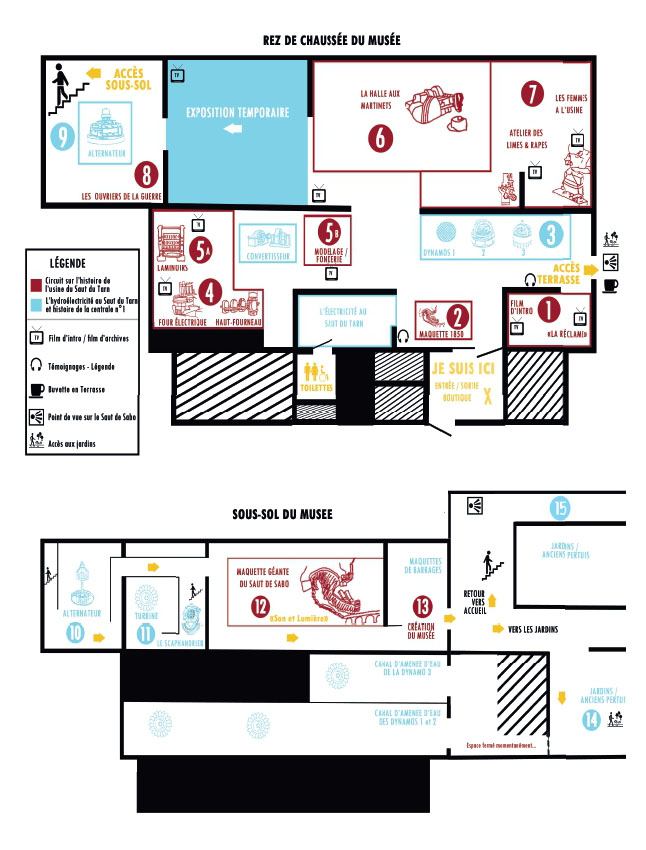 REZ DE CHAUSSÉE DU MUSÉE
ACCÈS
SOUS-SOL
TV
9
ALTERNATEUR
8
LES OUVRIERS DE LA GUERRE
EXPOSITION TEMPORAIRE
TV
LA HALLE AUX
MARTINETS
6
7
LES FEMMES
A L'USINE
ATELIER DES
LIMES & RAPES
TV
TV
TV
5A
LAMINOIRS
CONVERTISSEUR
5B
MODELAGE /
FONCERIE
TV
TV
4
FOUR ÉLECTRIQUE
HAUT-FOURNEAU
DYNAMOS 1
2
3
3
ACCÈS
TERRASSE
L'ÉLECTRICITÉ AU
SAUT DU TARN
2
MAQUETTE 1850
FILM
D'INTRO
1
TV
TV
«LA RÉCLAME»
TOILETTES
JE SUIS ICI
ENTRÉE / SORTIE
BOUTIQUE
LÉGENDE
Circuit sur l'histoire de
l'usine du Saut du Tarn
L'hydroélectricité au Saut du Tarn
et histoire de la centrale n°1
TV
Film d'intro / film d'archives
Témoignages - Légende
Buvette en Terrasse
Point de vue sur le Saut de Sabo
Accès aux jardins
SOUS-SOL DU MUSEE
ALTERNATEUR
10
TURBINE
11
LE SCAPHANDRIER
MAQUETTE GÉANTE
DU SAUT DE SABO
12
«Son et Lumière»
MAQUETTES
DE BARRAGES
13
CRÉATION
DU MUSÉE
15
JARDINS /
ANCIENS PERTUIS
RETOUR
VERS
ACCUEIL
VERS LES JARDINS
CANAL D'AMENEE D'EAU
DE LA DYNAMO 3
CANAL D'AMENEE D'EAU
DES DYNAMOS 1 et 2
Espace fermé momentanément...
JARDINS /
ANCIENS PERTUI
14